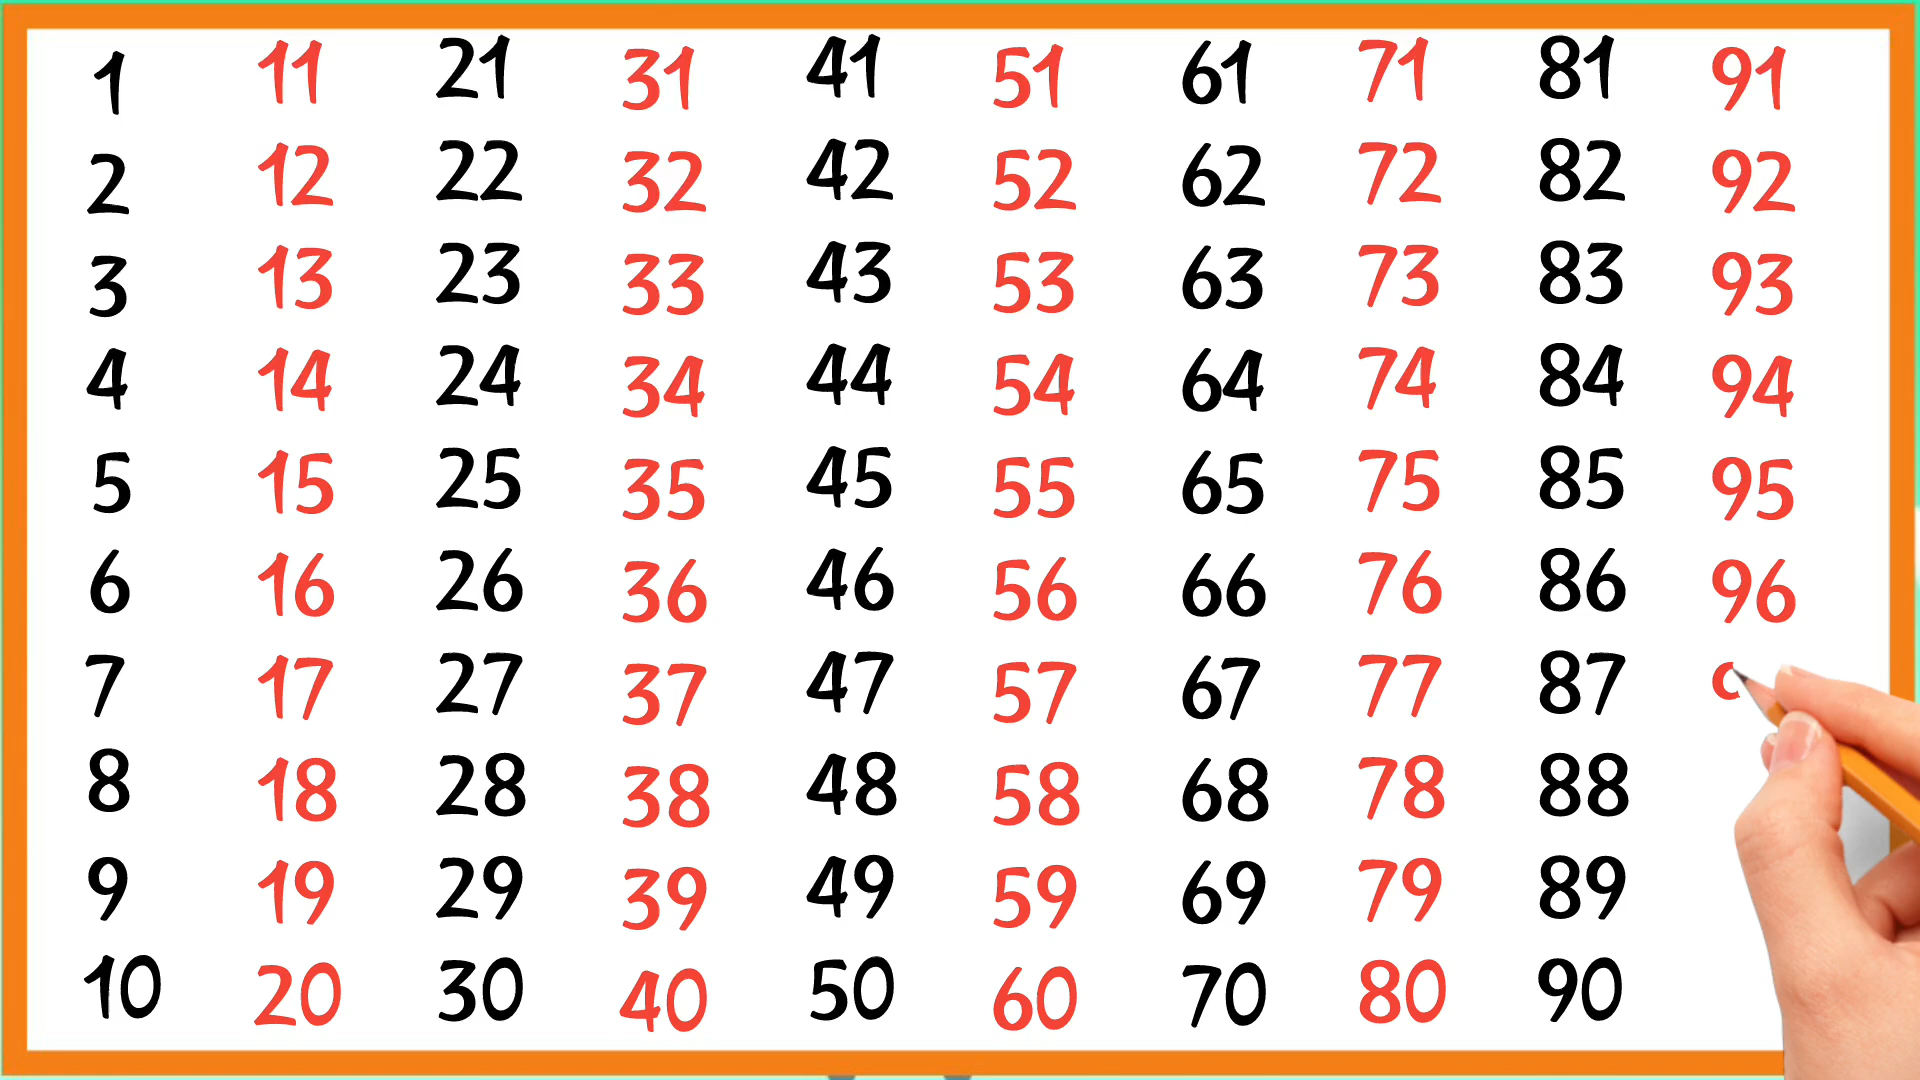 1 11 21 31 41 51 61 71 81 91
2 12 22 32 42 52 62 72 82 92
3 13 23 33 43 53 63 73 83 93
4 14 24 34 44 54 64 74 84 94
5 15 25 35 45 55 65 75 85 95
6 16 26 36 46 56 66 76 86 96
7 17 27 37 47 57 67 77 87
8 18 28 38 48 58 68 78 88
9 19 29 39 49 59 69 79 89
10 20 30 40 50 60 70 80 90